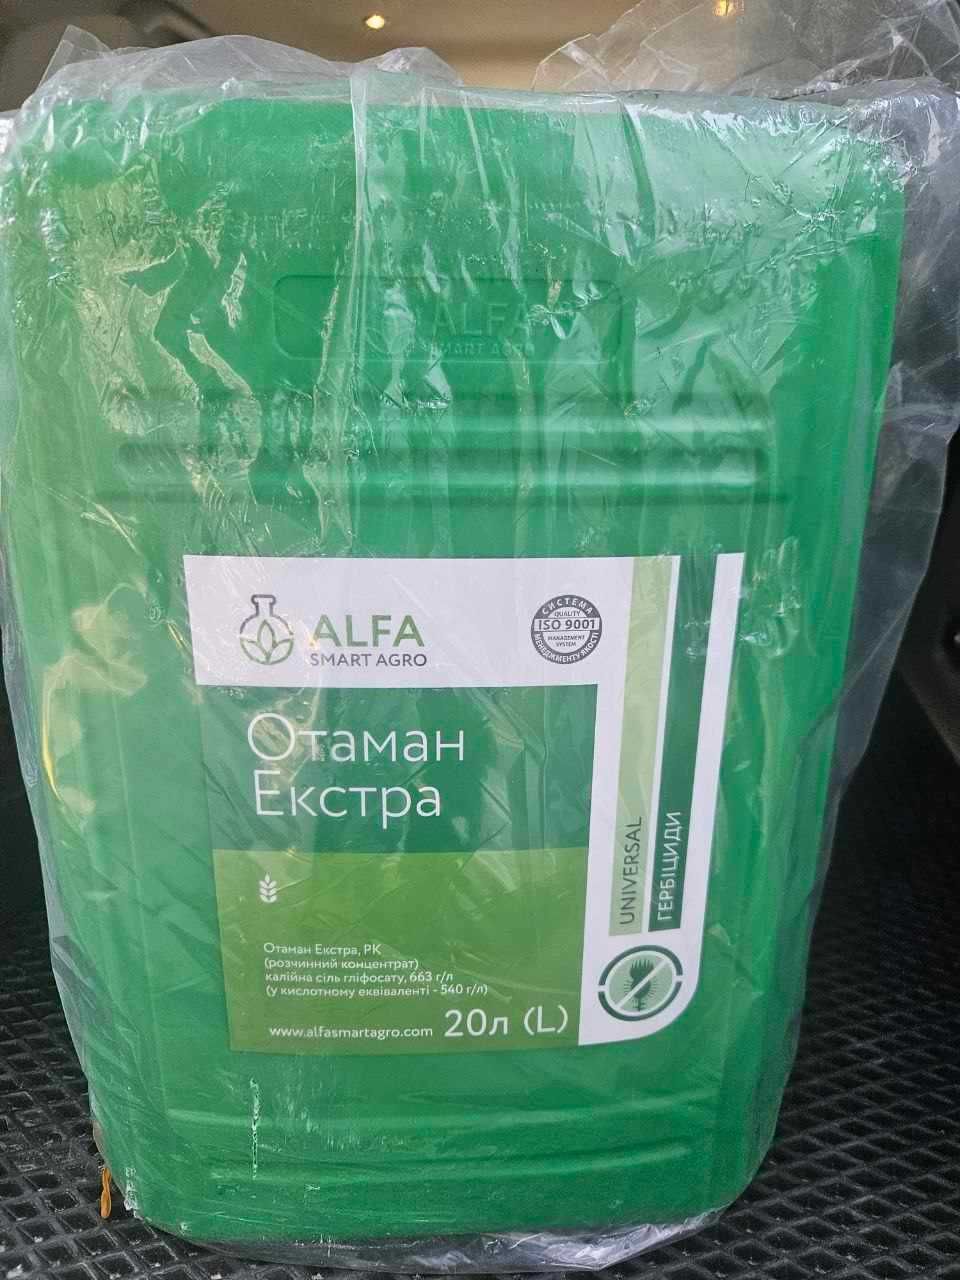 ALFA
SMART AGRO
ALFA
SMART AGRO
СИСТЕМА
QUALITY
ISO 9001
MANAGEMENT
SYSTEM
МЕНЕДЖМЕНТУ ЯКОСТІ
Отаман
Екстра
UNIVERSAL
ГЕРБІЦИДИ
Отаман Екстра, РК
(розчинний концентрат)
калійна сіль гліфосату, 663 г/л
(у кислотному еквіваленті - 540 г/л)
www.alfasmartagro.com 20л (L)